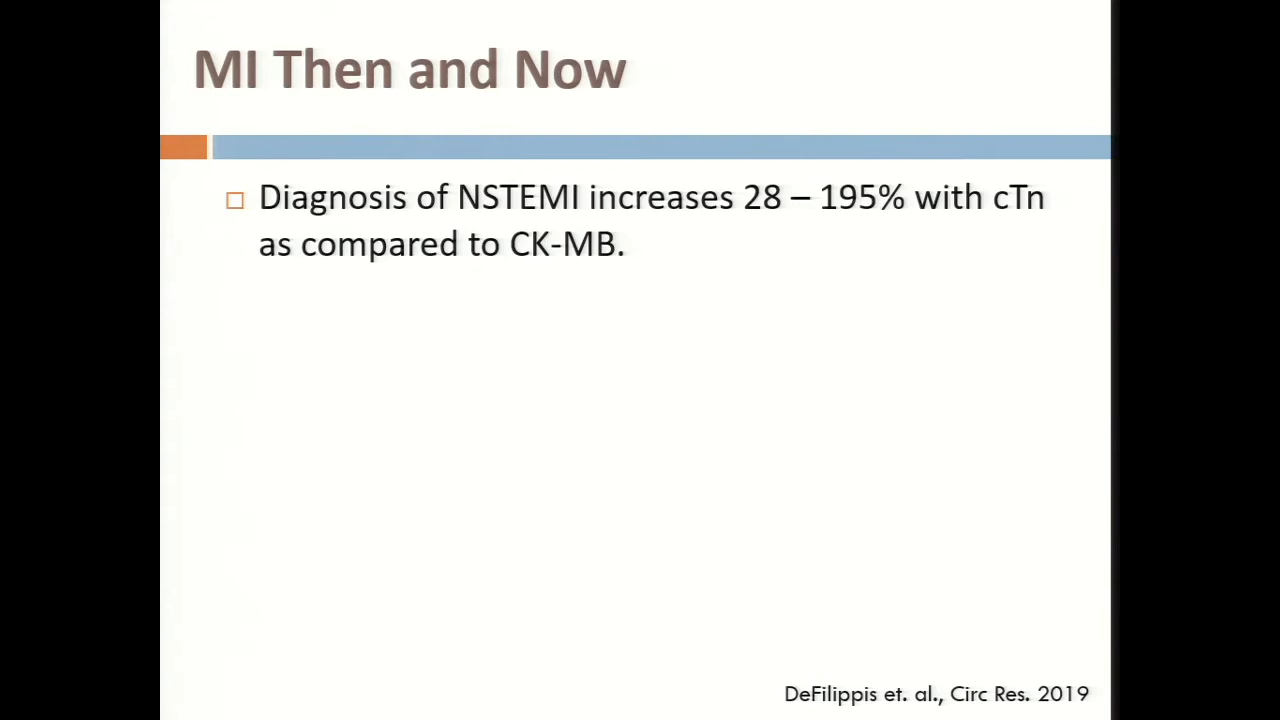 MI Then and Now
Diagnosis of NSTEMI increases 28 – 195% with cTn
as compared to CK-MB.
DeFilippis et. al., Circ Res. 2019